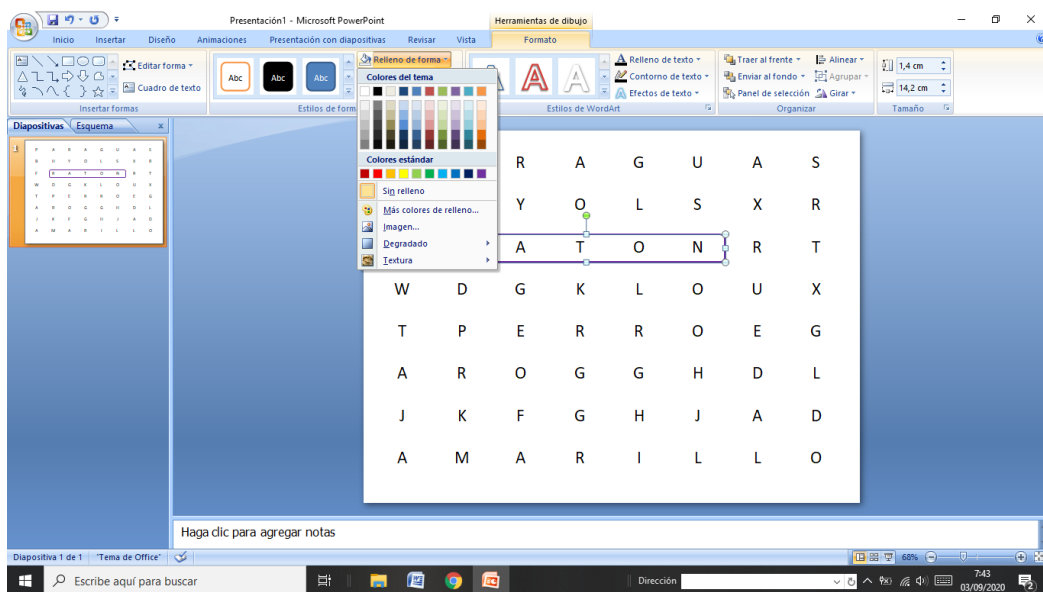 Presentación1 - Microsoft PowerPoint
Herramientas de dibujo
Inicio Insertar Diseño Animaciones Presentación con diapositivas Revisar Vista Formato
Editar forma
Cuadro de texto
Insertar formas
Abc Abc Abc
Estilos de form
Relleno de forma
Colores del tema
Colores estándar
Sin relleno
Más colores de relleno...
Imagen...
Degradado
Textura
A A
Relleno de texto
Contorno de texto
Efectos de texto
Estilos de WordArt
Traer al frente
Enviar al fondo
Panel de selección
Alinear
Agrupar
Girar
Organizar
1,4 cm
14,2 cm
Tamaño
Diapositivas Esquema x
1
R A G U A S
Y O L S X R
A T O N R T
W D G K L O U X
T P E R R O E G
A R O G G H D L
J K F G H J A D
A M A R I L L O
Haga clic para agregar notas
Diapositiva 1 de 1 "Tema de Office" 68%
Escribe aquí para buscar
Dirección
7:43
03/09/2020